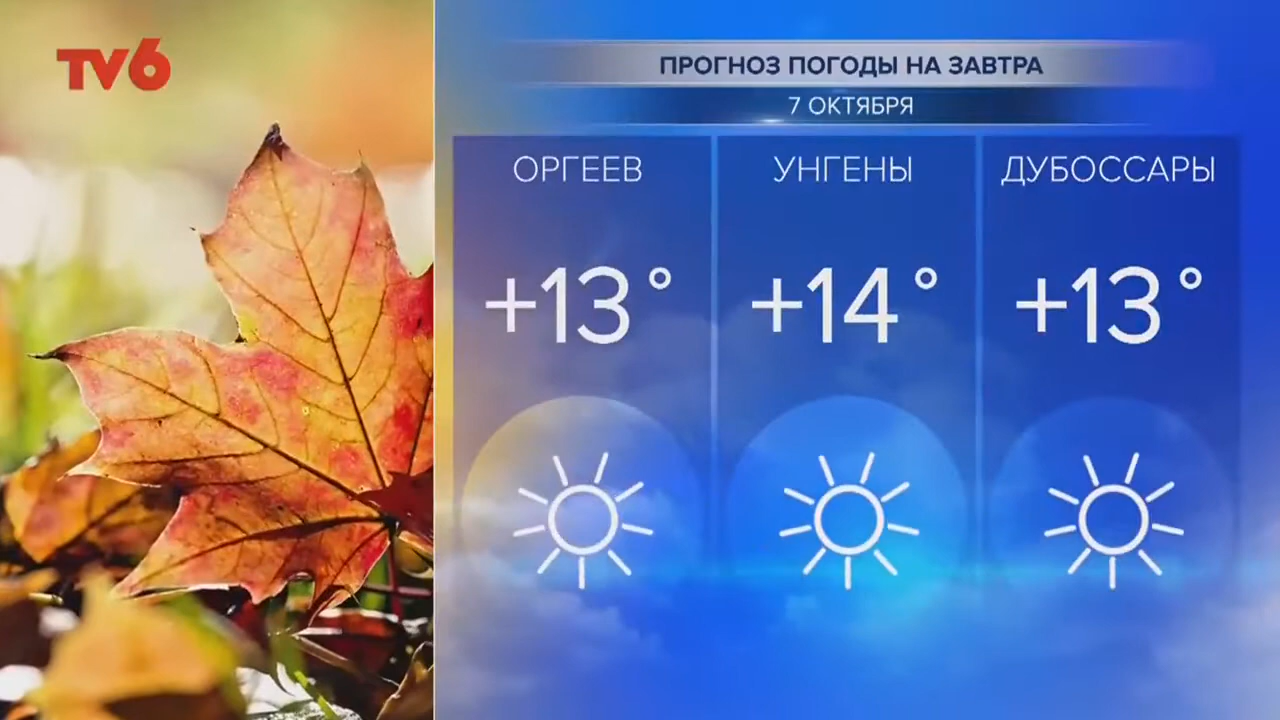 TV6
ПРОГНОЗ ПОГОДЫ НА ЗАВТРА
7 ОКТЯБРЯ
ОРГЕЕВ
+13°
УНГЕНЫ
+14°
ДУБОССАРЫ
+13°